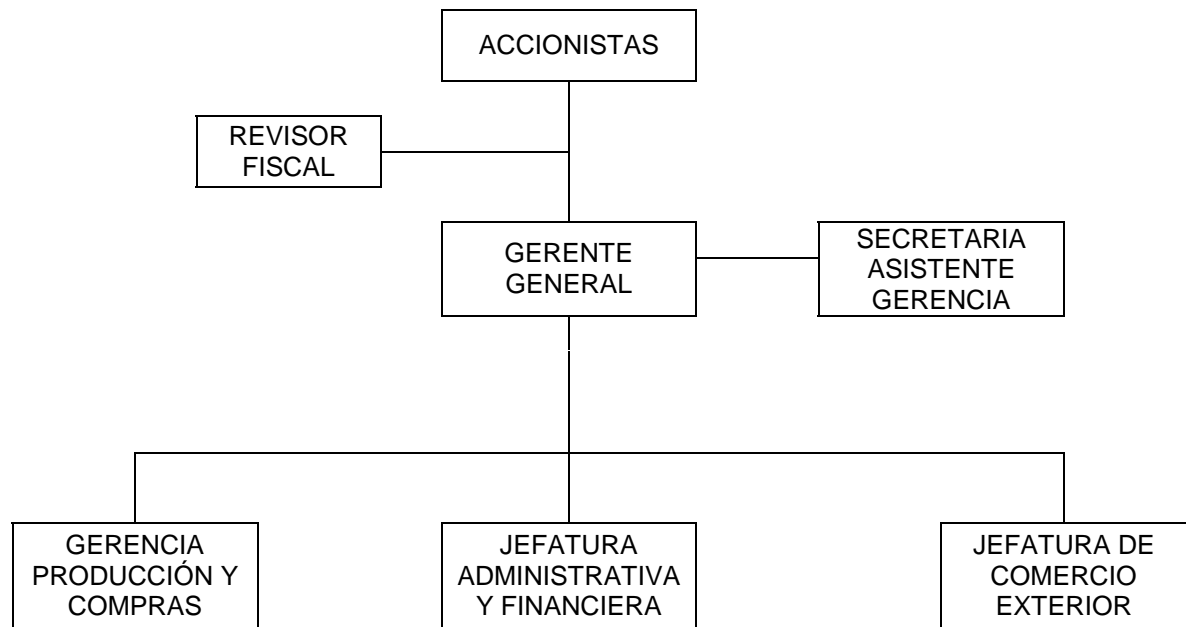 ACCIONISTAS
REVISOR
FISCAL
GERENTE
GENERAL
SECRETARIA
ASISTENTE
GERENCIA
GERENCIA
PRODUCCIÓN Y
COMPRAS
JEFATURA
ADMINISTRATIVA
Y FINANCIERA
JEFATURA DE
COMERCIO
EXTERIOR